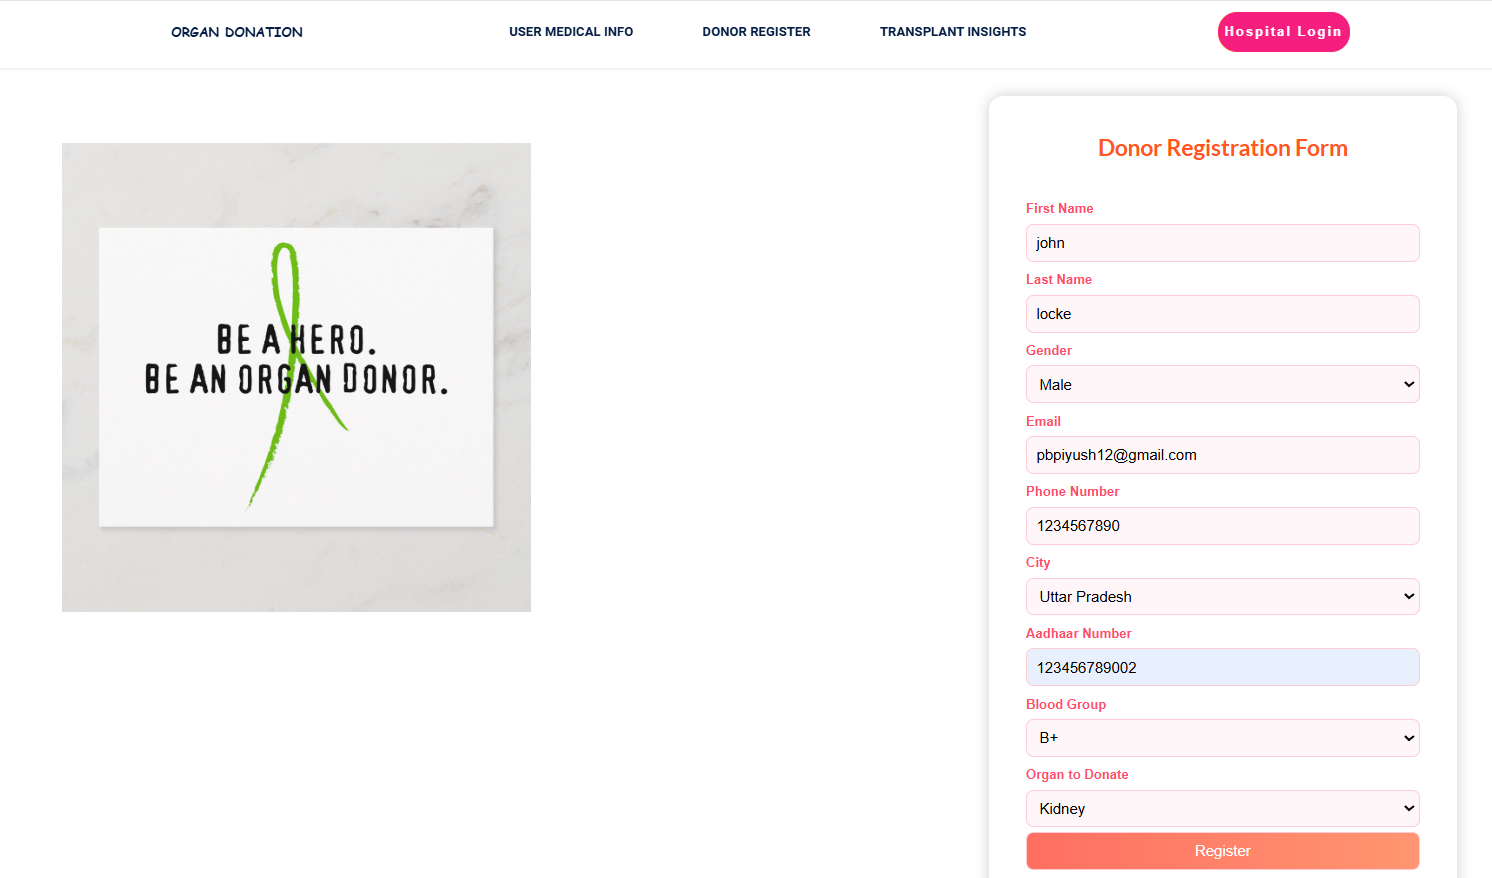 ORGAN DONATION
USER MEDICAL INFO
DONOR REGISTER
TRANSPLANT INSIGHTS
Hospital Login
BE A HERO.
BE AN ORGAN DONOR.
Donor Registration Form
First Name
john
Last Name
locke
Gender
Male
Email
pbpiyush12@gmail.com
Phone Number
1234567890
City
Uttar Pradesh
Aadhaar Number
123456789002
Blood Group
B+
Organ to Donate
Kidney
Register